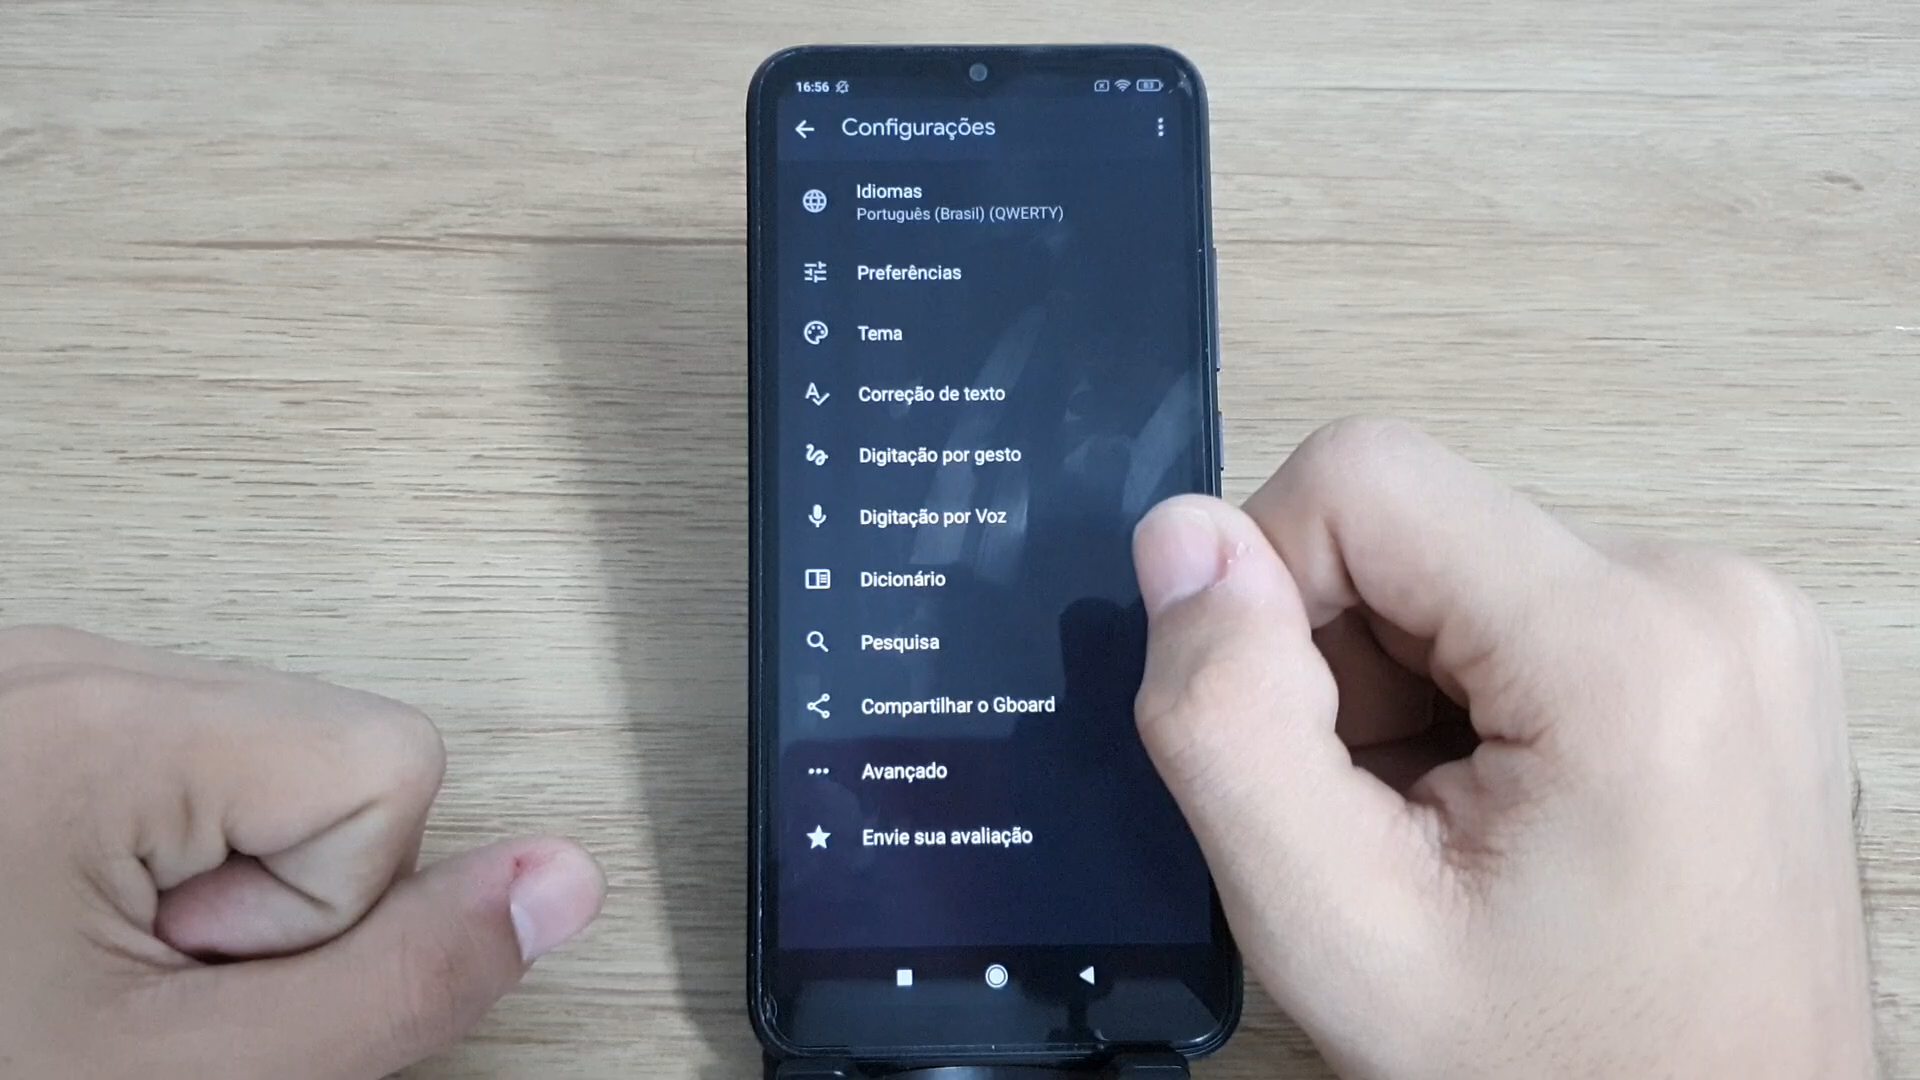 16:56
83
Configurações
Idiomas
Português (Brasil) (QWERTY)
Preferências
Tema
Correção de texto
Digitação por gesto
Digitação por Voz
Dicionário
Pesquisa
Compartilhar o Gboard
Avançado
Envie sua avaliação